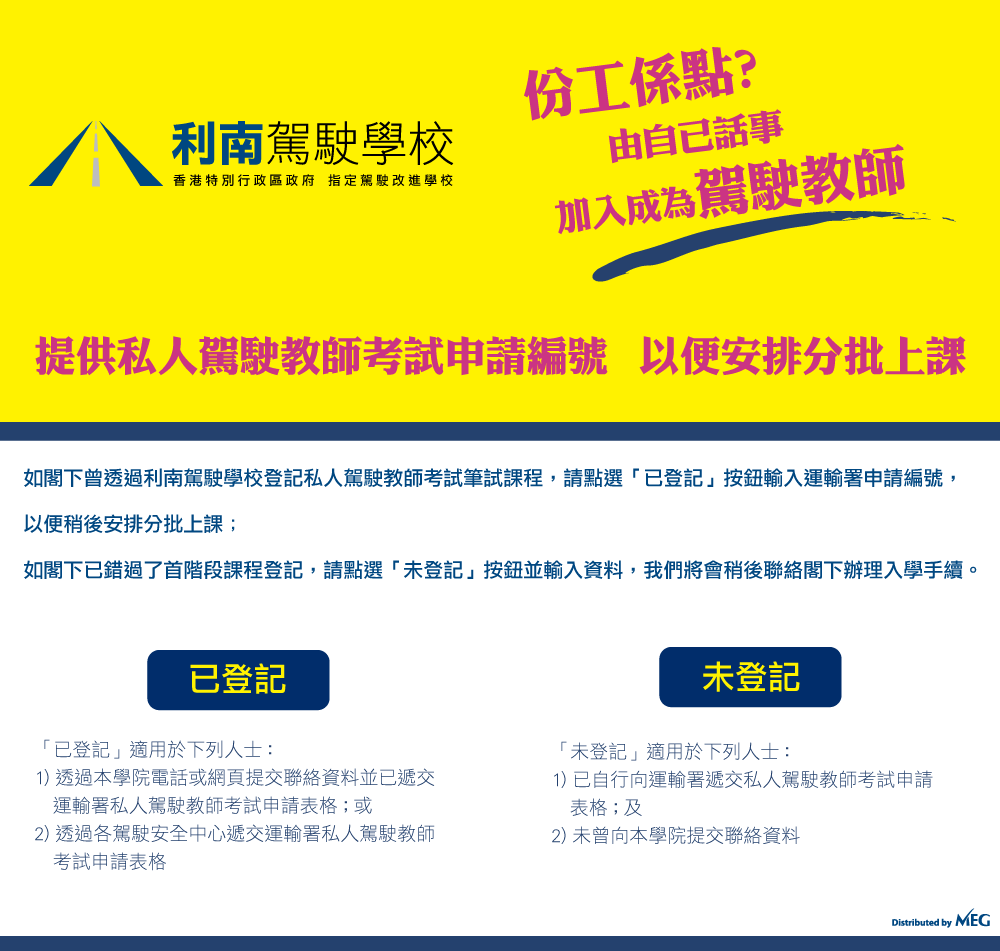 利南駕駛學校
香港特別行政區政府 指定駕駛改進學校
份工係點?
由自已話事
加入成為駕駛教師
提供私人駕駛教師考試申請編號 以便安排分批上課
如閣下曾透過利南駕駛學校登記私人駕駛教師考試筆試課程，請點選「已登記」按鈕輸入運輸署申請編號，
以便稍後安排分批上課；
如閣下已錯過了首階段課程登記，請點選「未登記」按鈕並輸入資料，我們將會稍後聯絡閣下辦理入學手續。
已登記
「已登記」適用於下列人士：
1) 透過本學院電話或網頁提交聯絡資料並已遞交
運輸署私人駕駛教師考試申請表格；或
2) 透過各駕駛安全中心遞交運輸署私人駕駛教師
考試申請表格
未登記
「未登記」適用於下列人士：
1) 已自行向運輸署遞交私人駕駛教師考試申請
表格；及
2) 未曾向本學院提交聯絡資料
Distributed by MEG